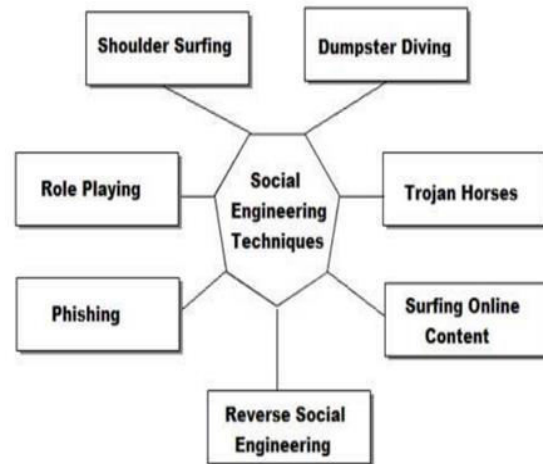 Shoulder Surfing
Dumpster Diving
Role Playing
Social
Engineering
Techniques
Trojan Horses
Phishing
Surfing Online
Content
Reverse Social
Engineering